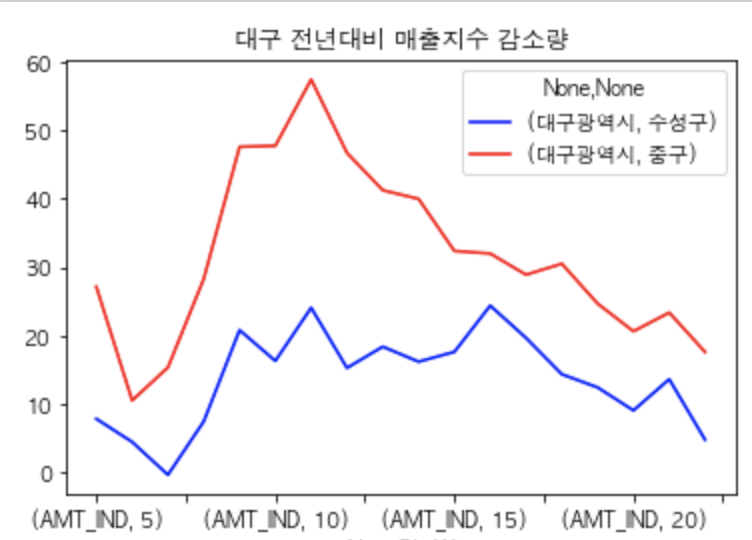 대구 전년대비 매출지수 감소량
60
50
40
30
20
10
0
None,None
(대구광역시, 수성구)
(대구광역시, 중구)
(AMT_IND, 5) (AMT_IND, 10) (AMT_IND, 15) (AMT_IND, 20)